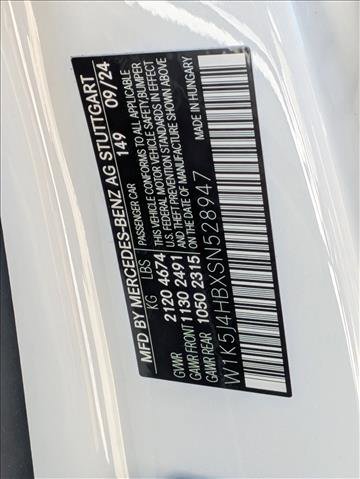 MFD BY MERCEDES-BENZ AG STUTTGART
PASSENGER CAR 149 09/24
KG LBS
GVWR 2120 4674
GAWR FRONT 1130 2491
GAWR REAR 1050 2315
THIS VEHICLE CONFORMS TO ALL APPLICABLE
FEDERAL MOTOR VEHICLE SAFETY,BUMPER
AND THEFT PREVENTION STANDARDS IN EFFECT
ON THE DATE OF MANUFACTURE SHOWN ABOVE
MADE IN HUNGARY
W1K5J4HBXSN528947